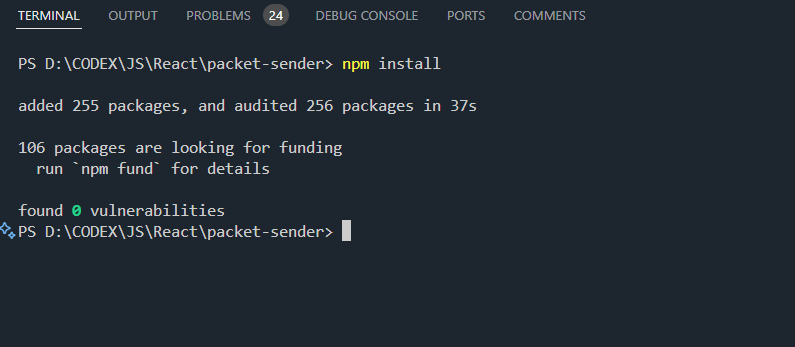 TERMINAL OUTPUT PROBLEMS 24 DEBUG CONSOLE PORTS COMMENTS
PS D:\CODEX\JS\React\packet-sender> npm install
added 255 packages, and audited 256 packages in 37s
106 packages are looking for funding
  run `npm fund` for details
found 0 vulnerabilities
PS D:\CODEX\JS\React\packet-sender>